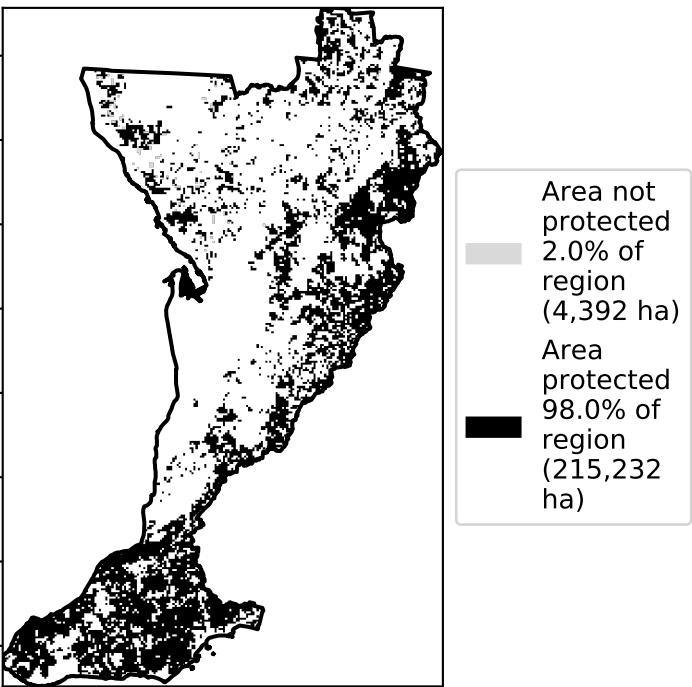 Area not
protected
2.0% of
region
(4,392 ha)
Area
protected
98.0% of
region
(215,232
ha)